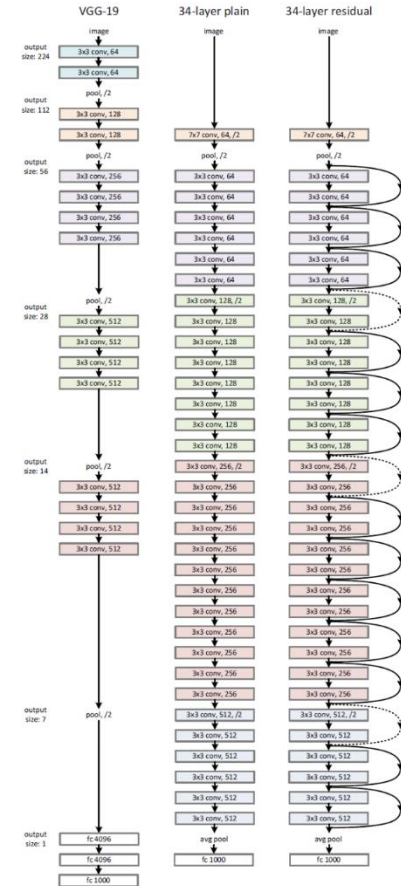 VGG-19
image
output
size: 224
3x3 conv, 64
3x3 conv, 64
output
size: 112
pool, /2
3x3 conv, 128
3x3 conv, 128
output
size: 56
pool, /2
3x3 conv, 256
3x3 conv, 256
3x3 conv, 256
3x3 conv, 256
output
size: 28
pool, /2
3x3 conv, 512
3x3 conv, 512
3x3 conv, 512
3x3 conv, 512
output
size: 14
pool, /2
3x3 conv, 512
3x3 conv, 512
3x3 conv, 512
3x3 conv, 512
output
size: 7
pool, /2
output
size: 1
fc 4096
fc 4096
fc 1000
34-layer plain
image
7x7 conv, 64, /2
pool, /2
3x3 conv, 64
3x3 conv, 64
3x3 conv, 64
3x3 conv, 64
3x3 conv, 64
3x3 conv, 64
3x3 conv, 128, /2
3x3 conv, 128
3x3 conv, 128
3x3 conv, 128
3x3 conv, 128
3x3 conv, 128
3x3 conv, 128
3x3 conv, 128
3x3 conv, 256, /2
3x3 conv, 256
3x3 conv, 256
3x3 conv, 256
3x3 conv, 256
3x3 conv, 256
3x3 conv, 256
3x3 conv, 256
3x3 conv, 256
3x3 conv, 256
3x3 conv, 256
3x3 conv, 256
3x3 conv, 512, /2
3x3 conv, 512
3x3 conv, 512
3x3 conv, 512
3x3 conv, 512
3x3 conv, 512
avg pool
fc 1000
34-layer residual
image
7x7 conv, 64, /2
pool, /2
3x3 conv, 64
3x3 conv, 64
3x3 conv, 64
3x3 conv, 64
3x3 conv, 64
3x3 conv, 64
3x3 conv, 128, /2
3x3 conv, 128
3x3 conv, 128
3x3 conv, 128
3x3 conv, 128
3x3 conv, 128
3x3 conv, 128
3x3 conv, 128
3x3 conv, 256, /2
3x3 conv, 256
3x3 conv, 256
3x3 conv, 256
3x3 conv, 256
3x3 conv, 256
3x3 conv, 256
3x3 conv, 256
3x3 conv, 256
3x3 conv, 256
3x3 conv, 256
3x3 conv, 256
3x3 conv, 512, /2
3x3 conv, 512
3x3 conv, 512
3x3 conv, 512
3x3 conv, 512
3x3 conv, 512
avg pool
fc 1000